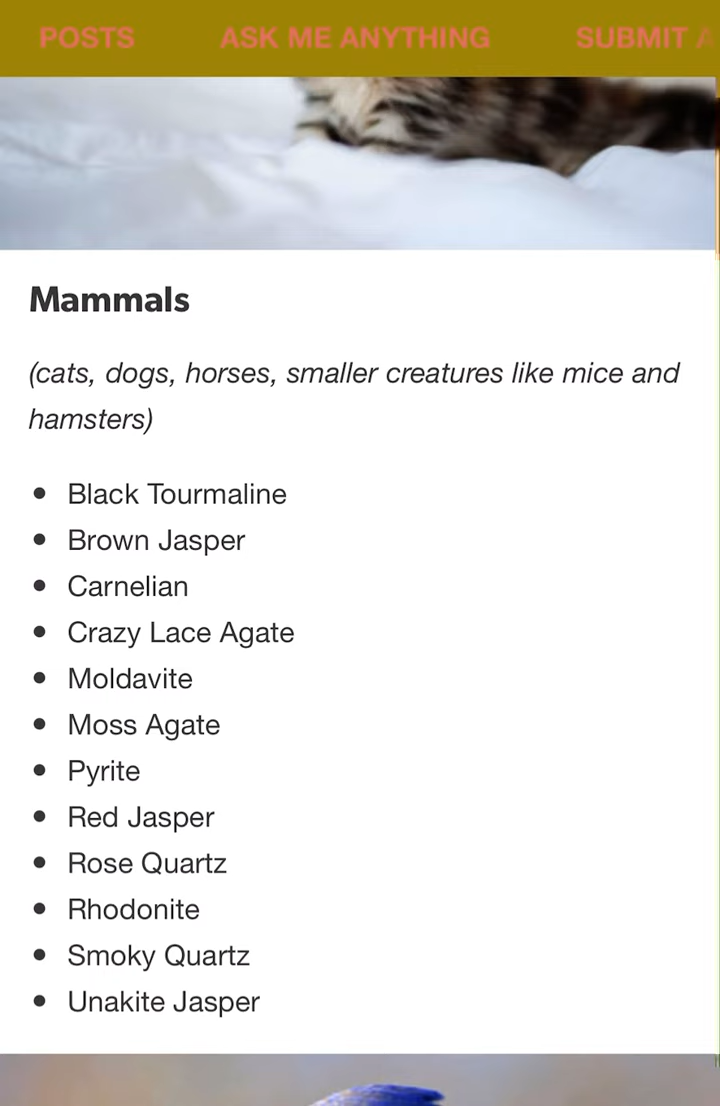 POSTS ASK ME ANYTHING SUBMIT
Mammals
(cats, dogs, horses, smaller creatures like mice and
hamsters)
• Black Tourmaline
• Brown Jasper
• Carnelian
• Crazy Lace Agate
• Moldavite
• Moss Agate
• Pyrite
• Red Jasper
• Rose Quartz
• Rhodonite
• Smoky Quartz
• Unakite Jasper